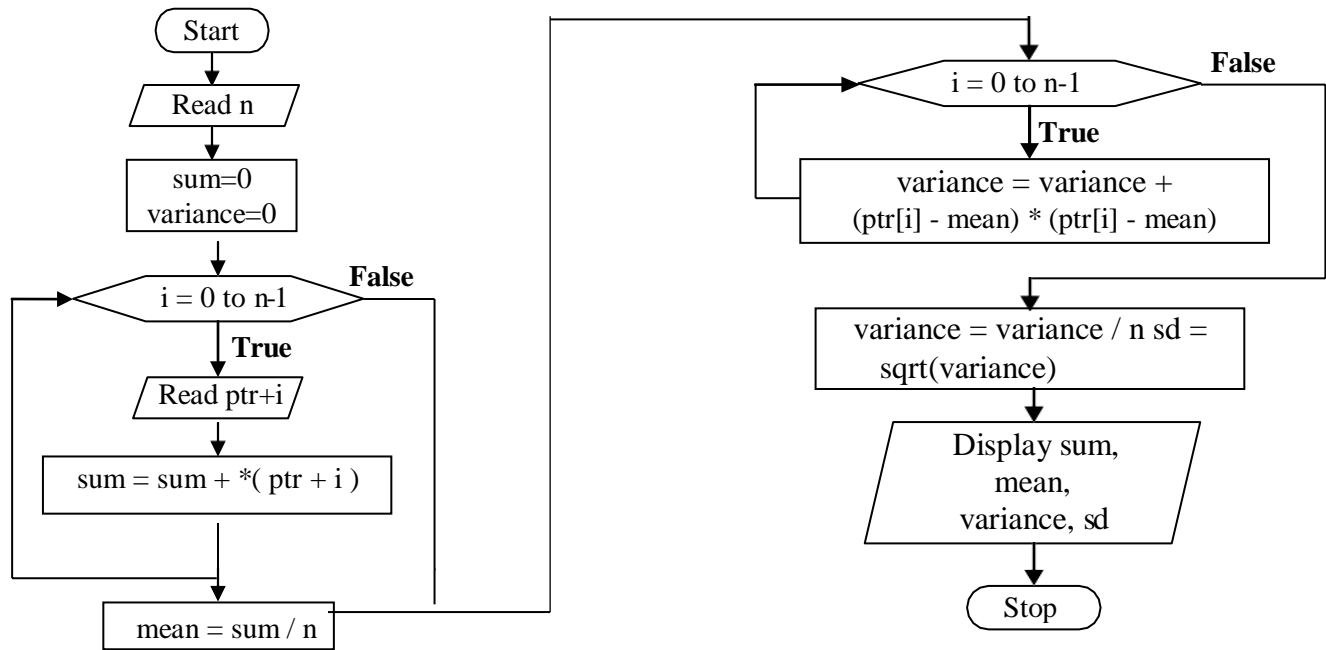 Start
Read n
sum=0
variance=0
i = 0 to n-1
False
True
Read ptr+i
sum = sum + *( ptr + i )
mean = sum / n
i = 0 to n-1
False
True
variance = variance +
(ptr[i] - mean) * (ptr[i] - mean)
variance = variance / n sd =
sqrt(variance)
Display sum,
mean,
variance, sd
Stop